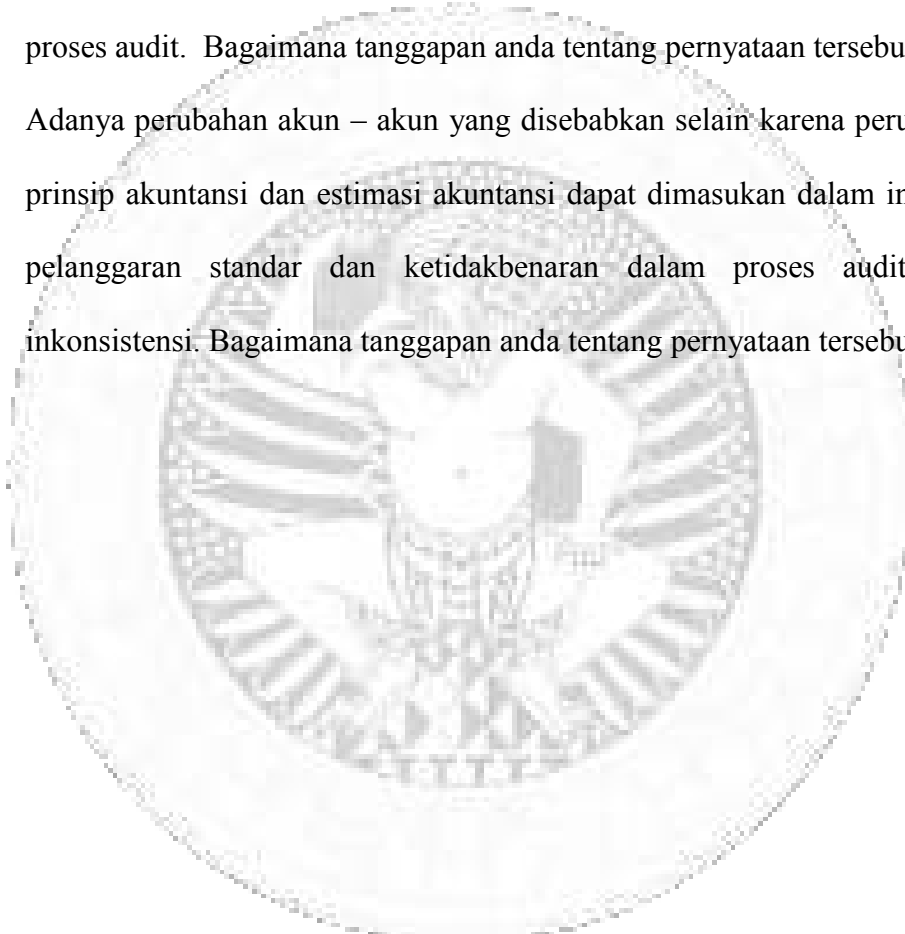 proses audit. Bagaimana tanggapan anda tentang pernyataan tersebu
Adanya perubahan akun – akun yang disebabkan selain karena peru
prinsip akuntansi dan estimasi akuntansi dapat dimasukan dalam in
pelanggaran standar dan ketidakbenaran dalam proses audit
inkonsistensi. Bagaimana tanggapan anda tentang pernyataan tersebu